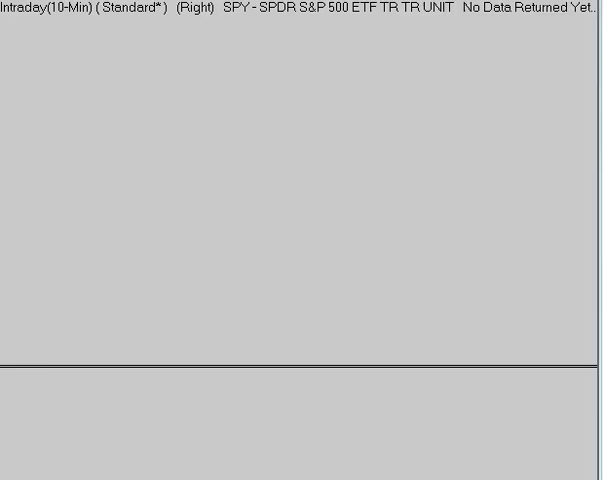 Intraday(10-Min) ( Standard* ) (Right) SPY - SPDR S&P 500 ETF TR TR UNIT No Data Returned Yet..